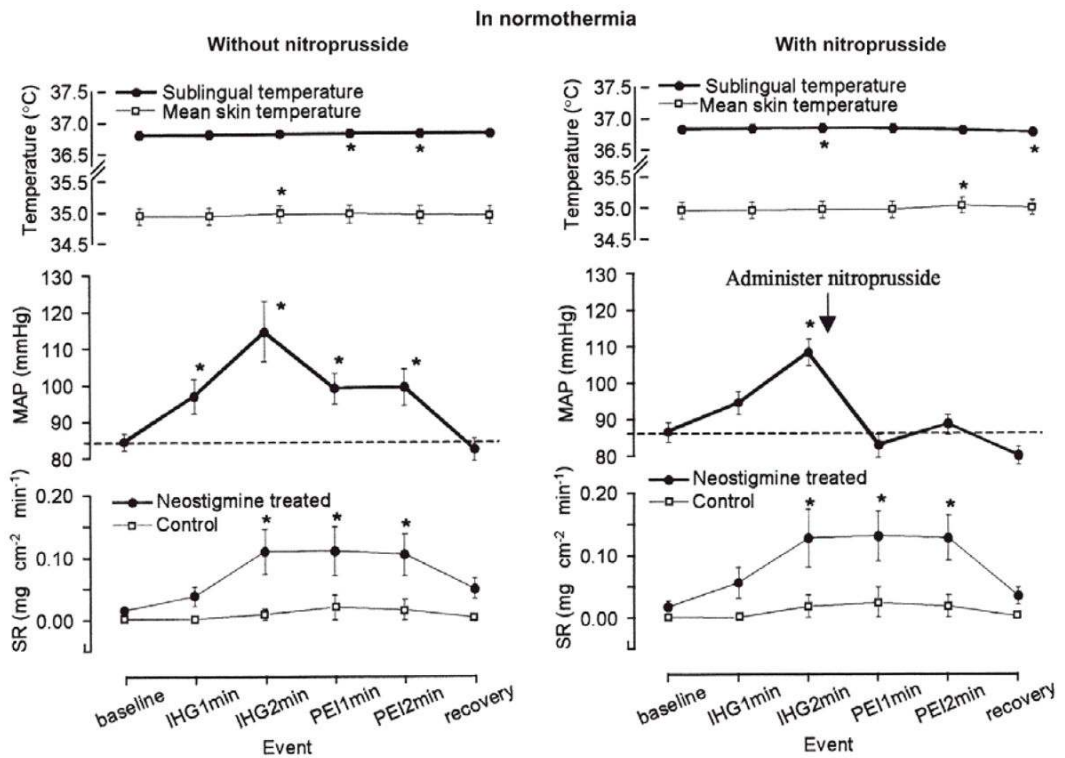 In normothermia
Without nitroprusside
With nitroprusside
Temperature (°C)
37.5
37.0
36.5
35.5
35.0
34.5
Sublingual temperature
Mean skin temperature
*
*
*
MAP (mmHg)
130
120
110
100
90
80
*
*
*
*
SR (mg cm-2 min-1)
0.20
0.10
0.00
Neostigmine treated
Control
*
*
*
baseline
IHG1min
IHG2min
PEI1min
PEI2min
recovery
Event
Temperature (°C)
37.5
37.0
36.5
35.5
35.0
34.5
Sublingual temperature
Mean skin temperature
*
*
*
MAP (mmHg)
130
120
110
100
90
80
Administer nitroprusside
*
SR (mg cm-2 min-1)
0.20
0.10
0.00
Neostigmine treated
Control
*
*
*
baseline
IHG1min
IHG2min
PEI1min
PEI2min
recovery
Event